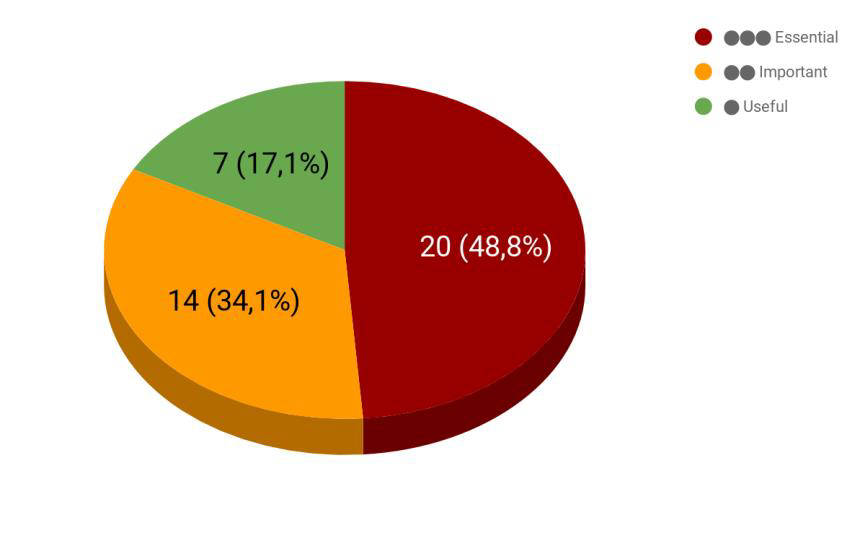 ●●● Essential
●● Important
● Useful
7 (17,1%)
20 (48,8%)
14 (34,1%)